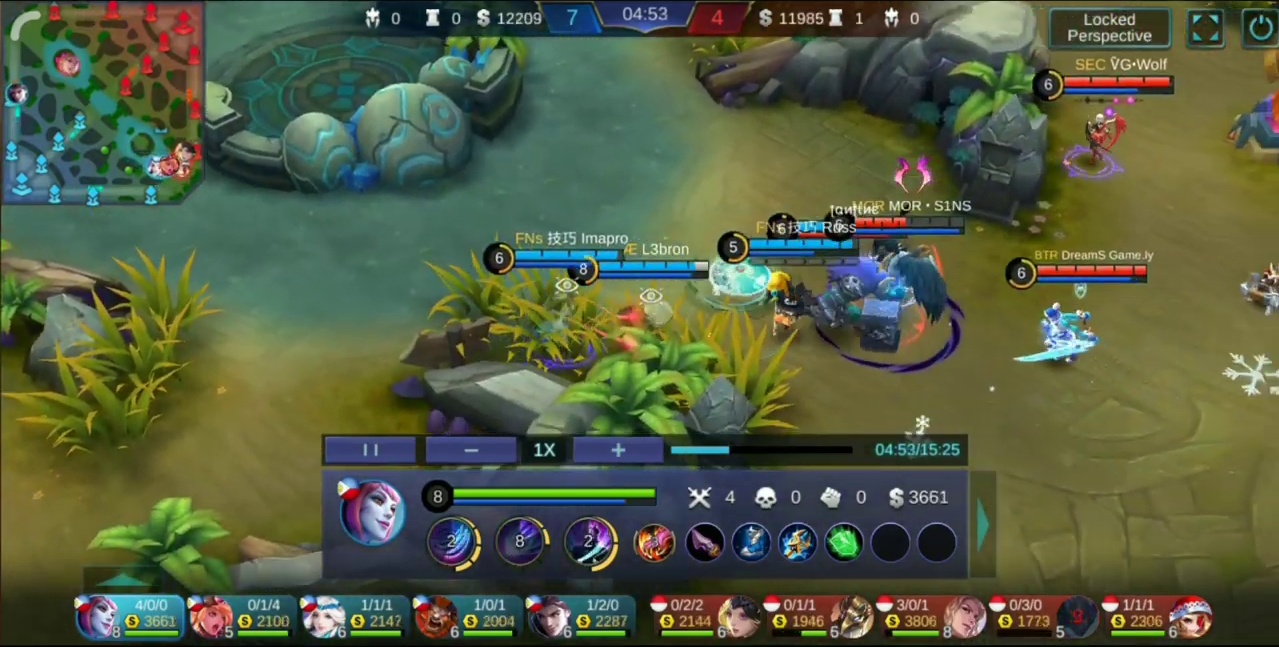 0 0 $ 12209 7 04:53 4 $ 11985 1 0
Locked
Perspective
SEC ṼG•Wolf
6
MOR MOR • S1NS
FNs 技巧 Russ
5
BTR DreamS Game.ly
6
FNs 技巧 Imapro
6
Æ L3bron
8
1X
04:53/15:25
8
4 0 0 $ 3661
2 8 2
4/0/0 0/1/4 1/1/1 1/0/1 1/2/0 0/2/2 0/1/1 3/0/1 0/3/0 1/1/1
3661 2100 2147 2004 2287 2144 1946 3806 1773 2306
8 5 6 6 6 6 6 8 5 6